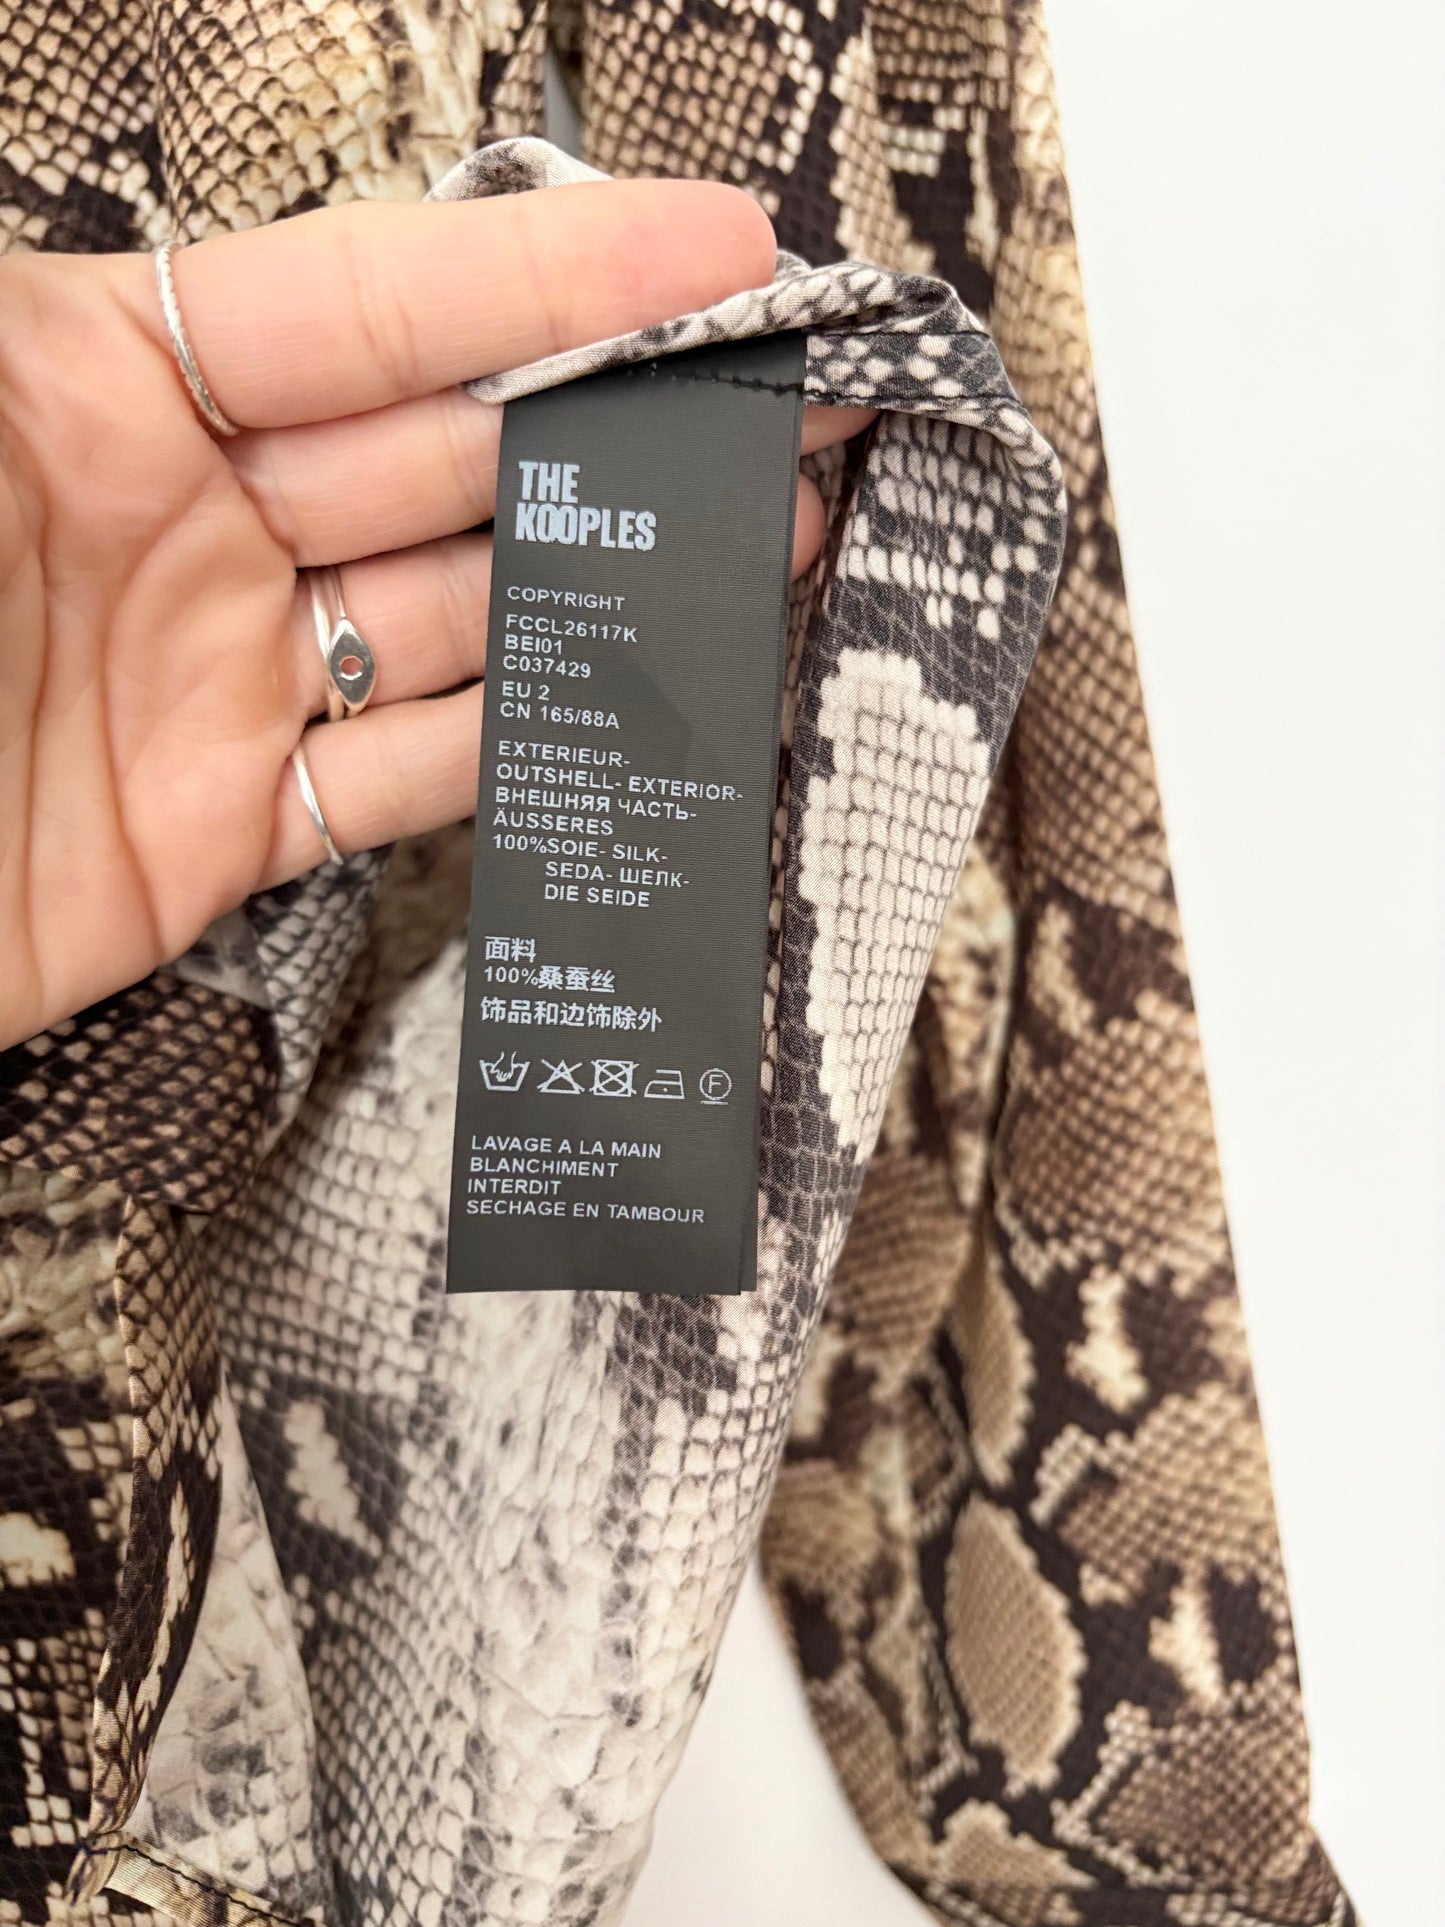 THE
KOOPLES
COPYRIGHT
FCCL26117K
BEI01
C037429
EU 2
CN 165/88A
EXTERIEUR-
OUTSHELL- EXTERIOR-
ВНЕШНЯЯ ЧАСТЬ-
ÄUSSERES
100%SOIE- SILK-
SEDA- ШЕЛК-
DIE SEIDE
面料
100%桑蚕丝
饰品和边饰除外
F
LAVAGE A LA MAIN
BLANCHIMENT
INTERDIT
SECHAGE EN TAMBOUR